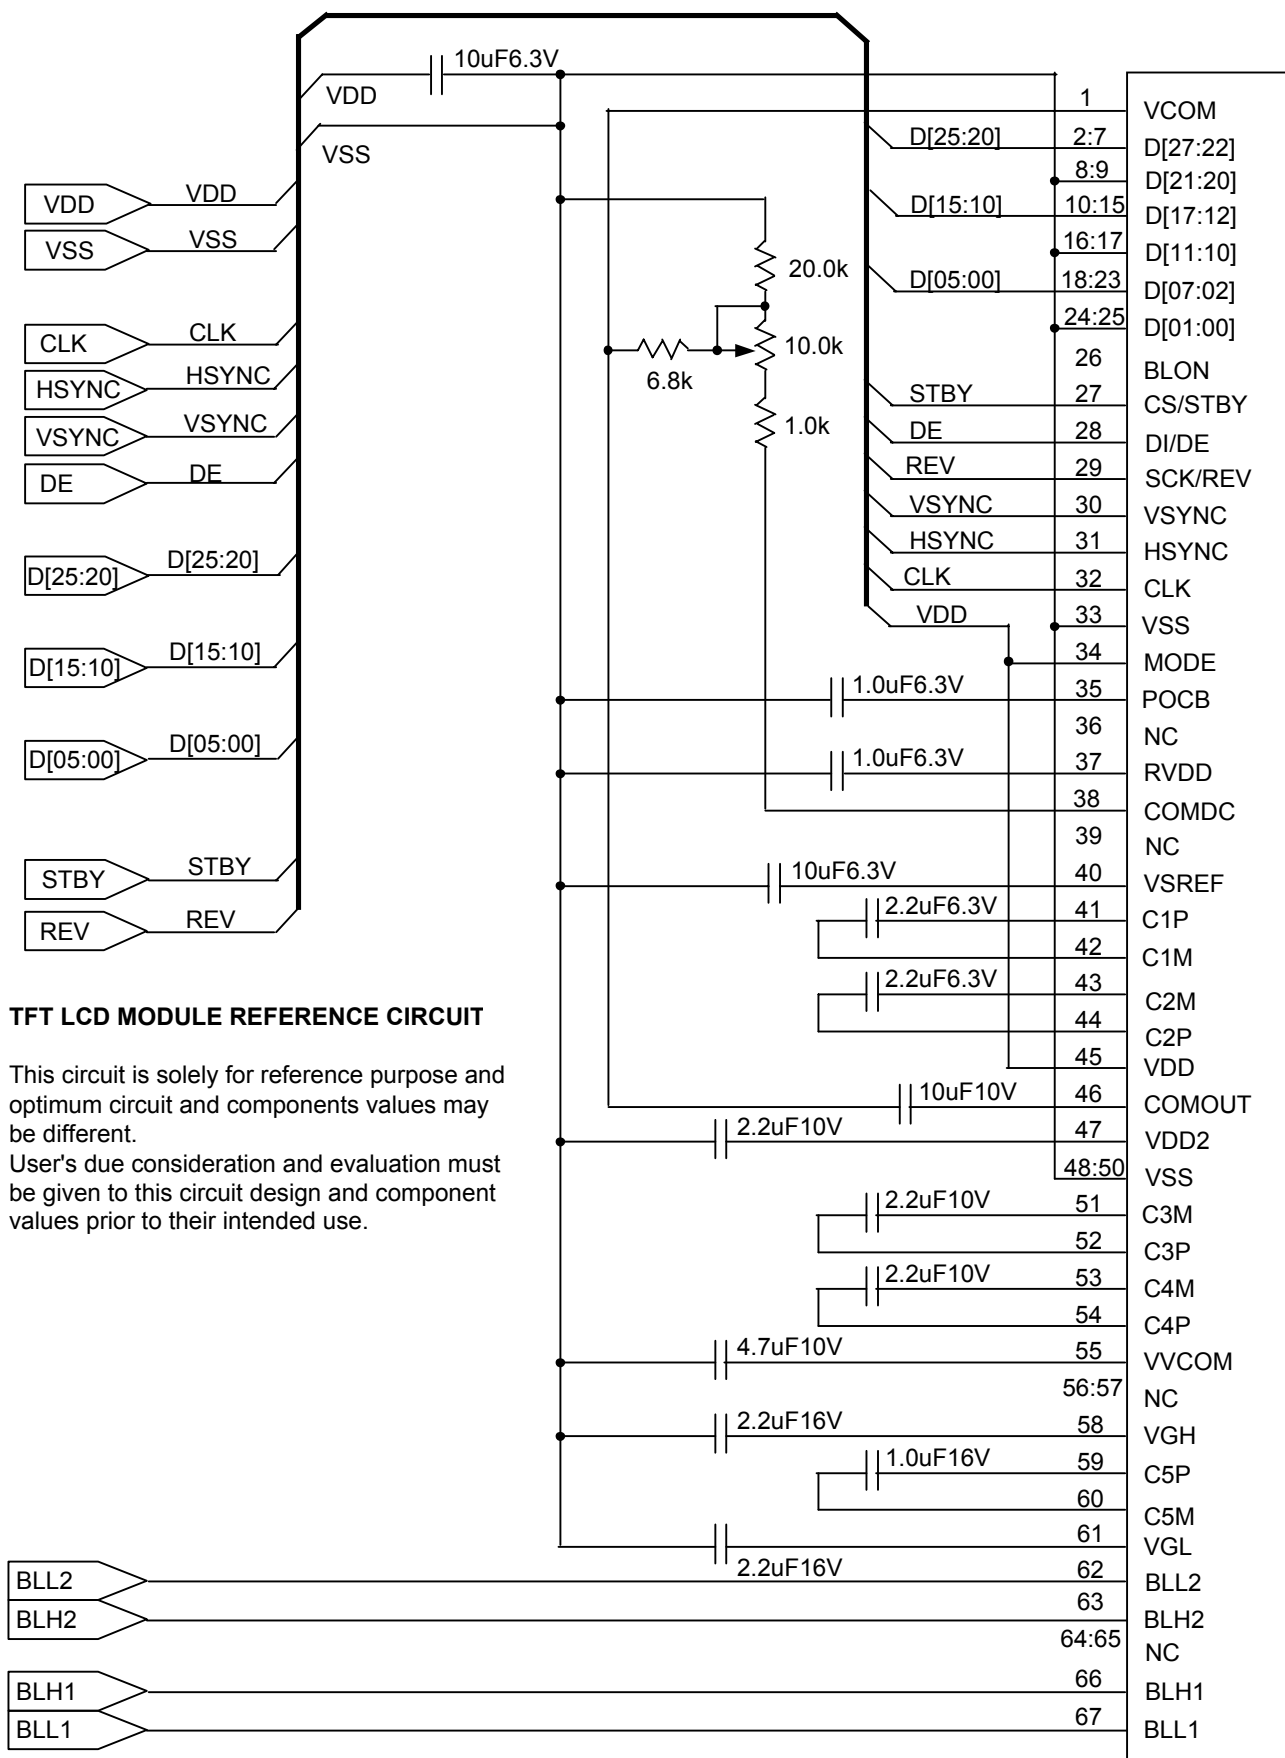 10uF6.3V
VDD
VSS
VDD VDD
VSS VSS
CLK CLK
HSYNC HSYNC
VSYNC VSYNC
DE DE
D[25:20] D[25:20]
D[15:10] D[15:10]
D[05:00] D[05:00]
STBY STBY
REV REV
TFT LCD MODULE REFERENCE CIRCUIT
This circuit is solely for reference purpose and
optimum circuit and components values may
be different.
User's due consideration and evaluation must
be given to this circuit design and component
values prior to their intended use.
20.0k
10.0k
6.8k
1.0k
1 VCOM
D[25:20] 2:7 D[27:22]
8:9 D[21:20]
D[15:10] 10:15 D[17:12]
16:17 D[11:10]
D[05:00] 18:23 D[07:02]
24:25 D[01:00]
26 BLON
STBY 27 CS/STBY
DE 28 DI/DE
REV 29 SCK/REV
VSYNC 30 VSYNC
HSYNC 31 HSYNC
CLK 32 CLK
VDD 33 VSS
34 MODE
1.0uF6.3V 35 POCB
36 NC
1.0uF6.3V 37 RVDD
38 COMDC
39 NC
10uF6.3V 40 VSREF
2.2uF6.3V 41 C1P
42 C1M
2.2uF6.3V 43 C2M
44 C2P
45 VDD
10uF10V 46 COMOUT
2.2uF10V 47 VDD2
48:50 VSS
2.2uF10V 51 C3M
52 C3P
2.2uF10V 53 C4M
54 C4P
4.7uF10V 55 VVCOM
56:57 NC
2.2uF16V 58 VGH
1.0uF16V 59 C5P
60 C5M
61 VGL
2.2uF16V
BLL2 62 BLL2
BLH2 63 BLH2
64:65 NC
BLH1 66 BLH1
BLL1 67 BLL1